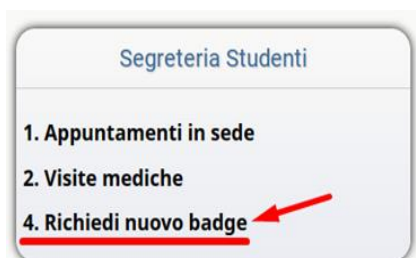 Segreteria Studenti
1. Appuntamenti in sede
2. Visite mediche
4. Richiedi nuovo badge